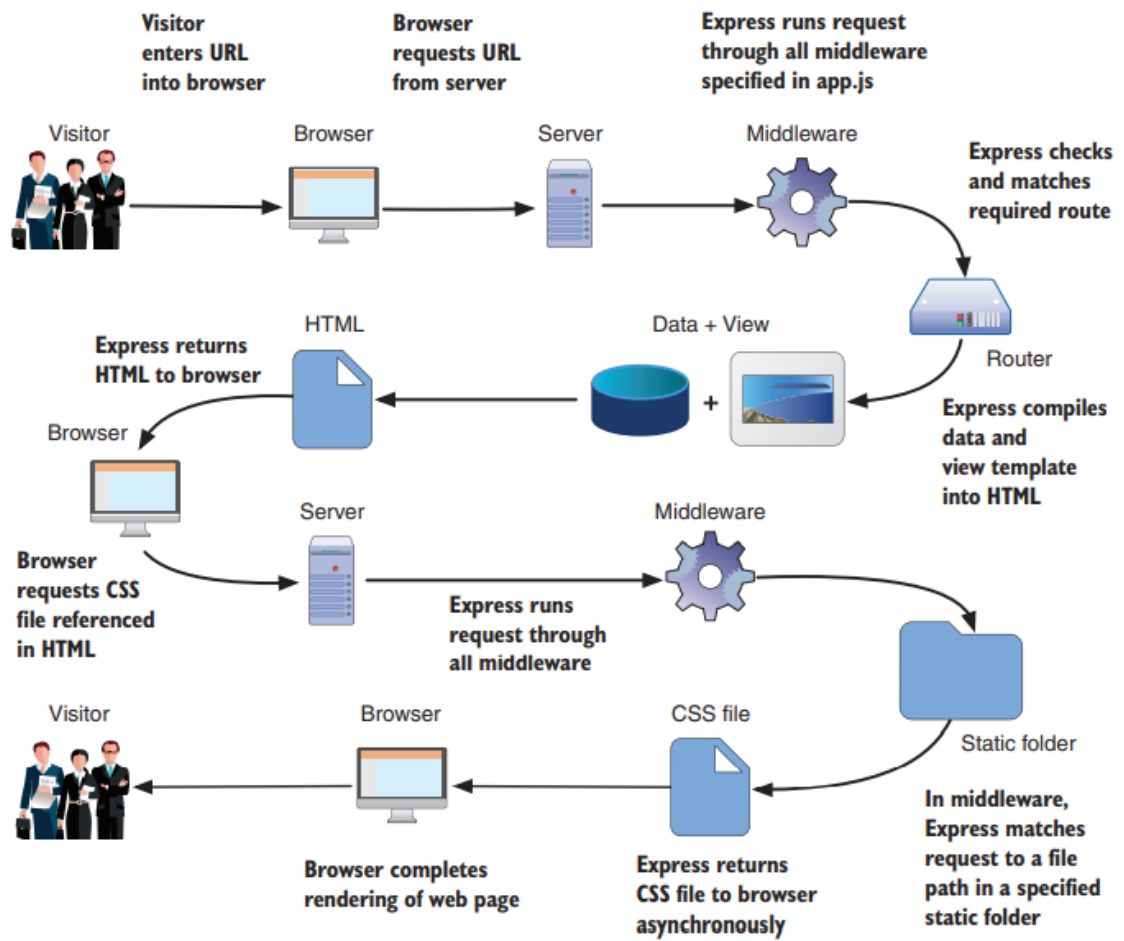 Visitor
enters URL
into browser
Browser
requests URL
from server
Express runs request
through all middleware
specified in app.js
Visitor
Browser
Server
Middleware
Express checks
and matches
required route
Router
Data + View
+
HTML
Express compiles
data and
view template
into HTML
Express returns
HTML to browser
Browser
Server
Middleware
Browser
requests CSS
file referenced
in HTML
Express runs
request through
all middleware
Static folder
In middleware,
Express matches
request to a file
path in a specified
static folder
CSS file
Browser
Visitor
Express returns
CSS file to browser
asynchronously
Browser completes
rendering of web page